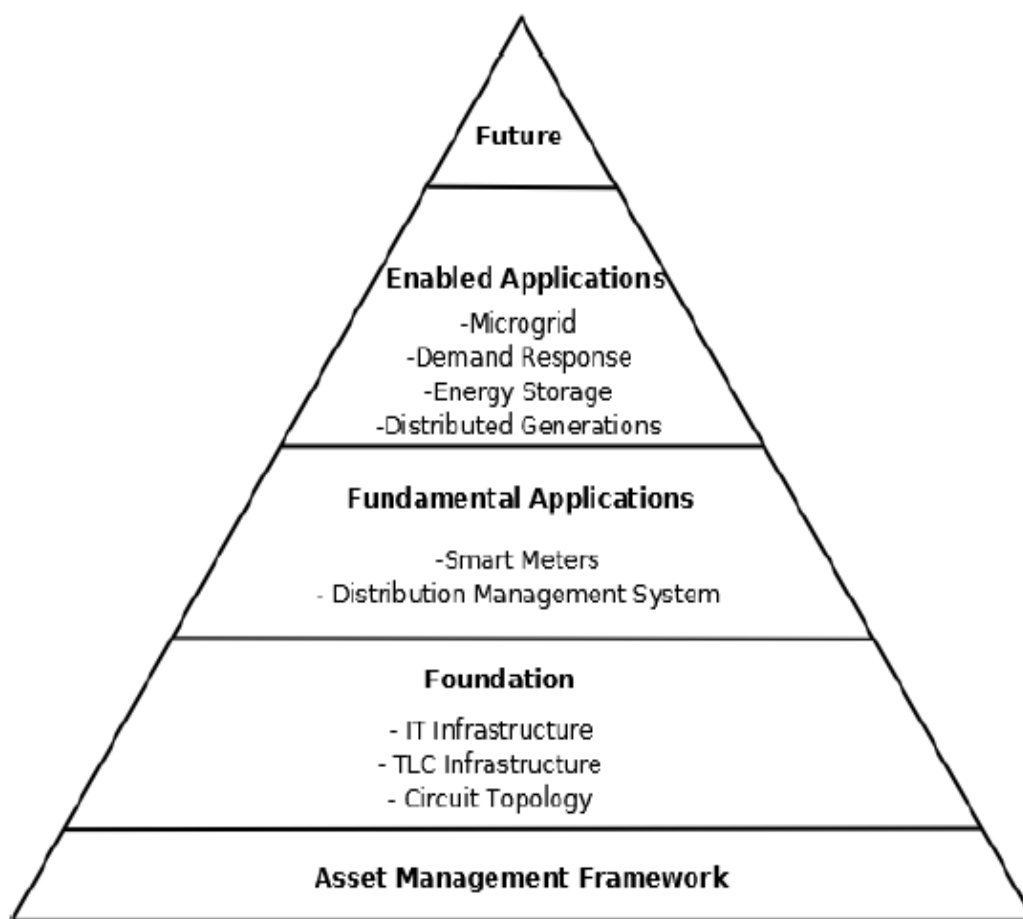 Future
Enabled Applications
-Microgrid
-Demand Response
-Energy Storage
-Distributed Generations
Fundamental Applications
-Smart Meters
- Distribution Management System
Foundation
- IT Infrastructure
- TLC Infrastructure
- Circuit Topology
Asset Management Framework